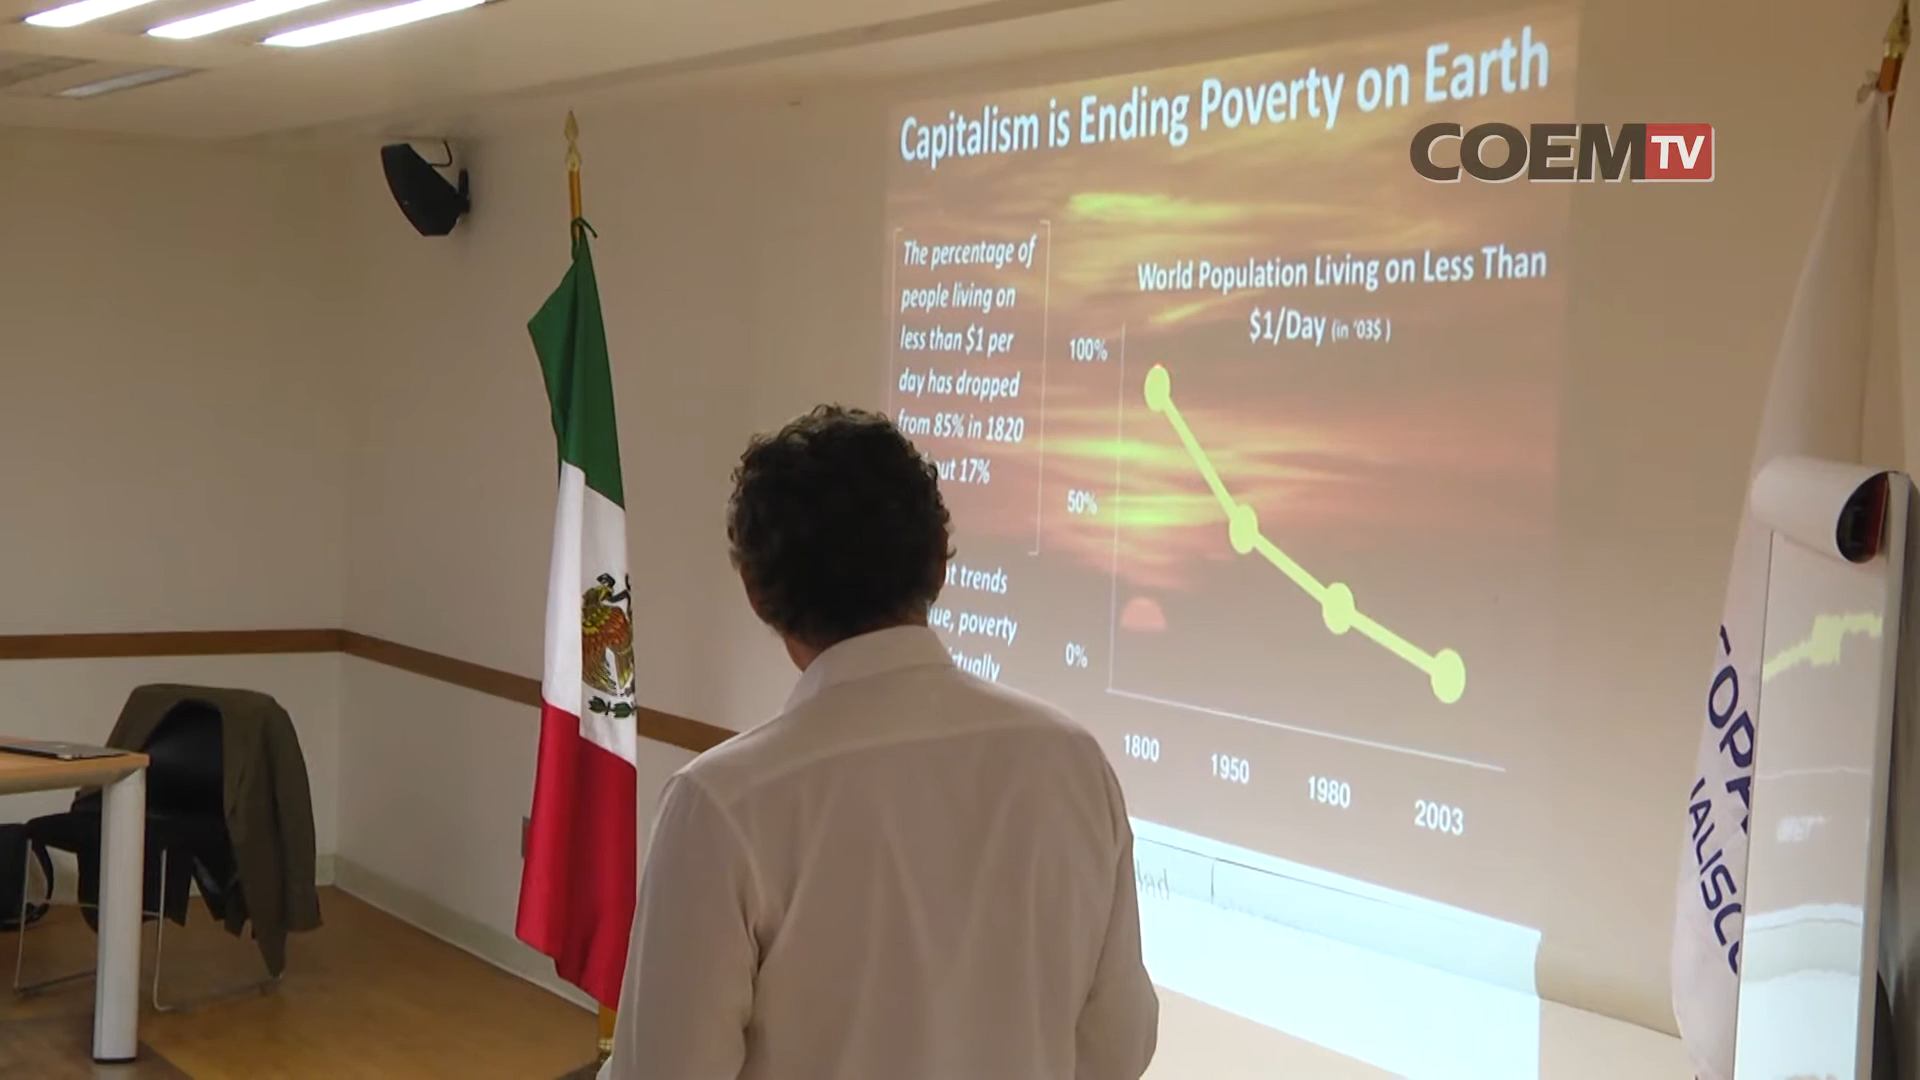 Capitalism is Ending Poverty on Earth
COEMTV
The percentage of
people living on
less than $1 per
day has dropped
from 85% in 1820
17%
trends
poverty
World Population Living on Less Than
$1/Day (in '03$ )
100%
50%
0%
1800 1950 1980 2003